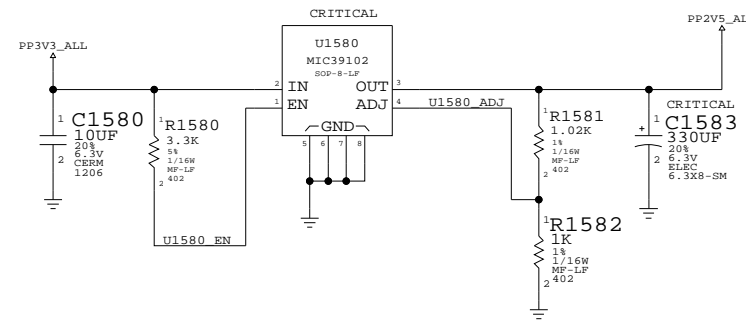 CRITICAL
PP2V5_AL
PP3V3_ALL
U1580
MIC39102
SOP-8-LF
2 IN OUT 3
1 EN ADJ 4
U1580_ADJ
GND
5 6 7 8
1 C1580
10UF
20%
6.3V
2 CERM
1206
1 R1580
3.3K
5%
1/16W
MF-LF
2 402
U1580_EN
1 R1581
1.02K
1%
1/16W
MF-LF
2 402
CRITICAL
1 C1583
330UF
20%
2 6.3V
ELEC
6.3X8-SM
+
1 R1582
1K
1%
1/16W
MF-LF
2 402